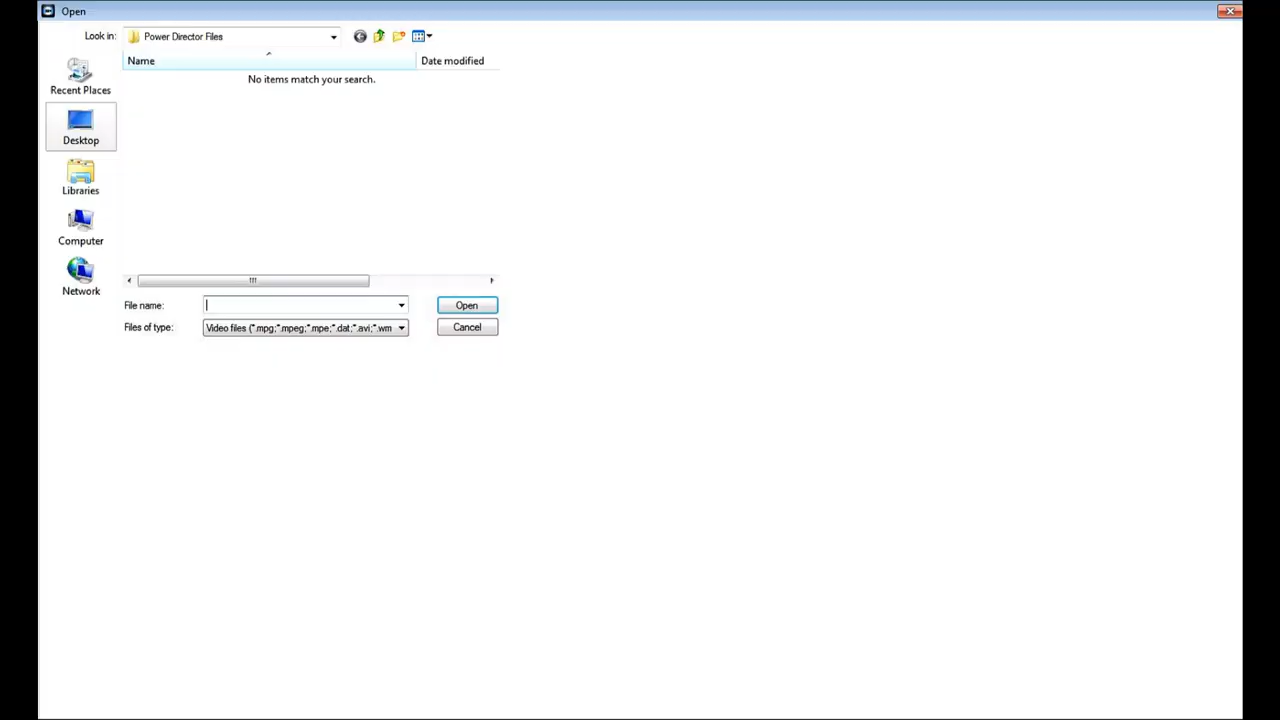 Open
Look in: Power Director Files
Name Date modified
No items match your search.
Recent Places
Desktop
Libraries
Computer
Network
File name: Open
Files of type: Video files (*.mpg;*.mpeg;*.mpe;*.dat;*.avi;*.wm Cancel